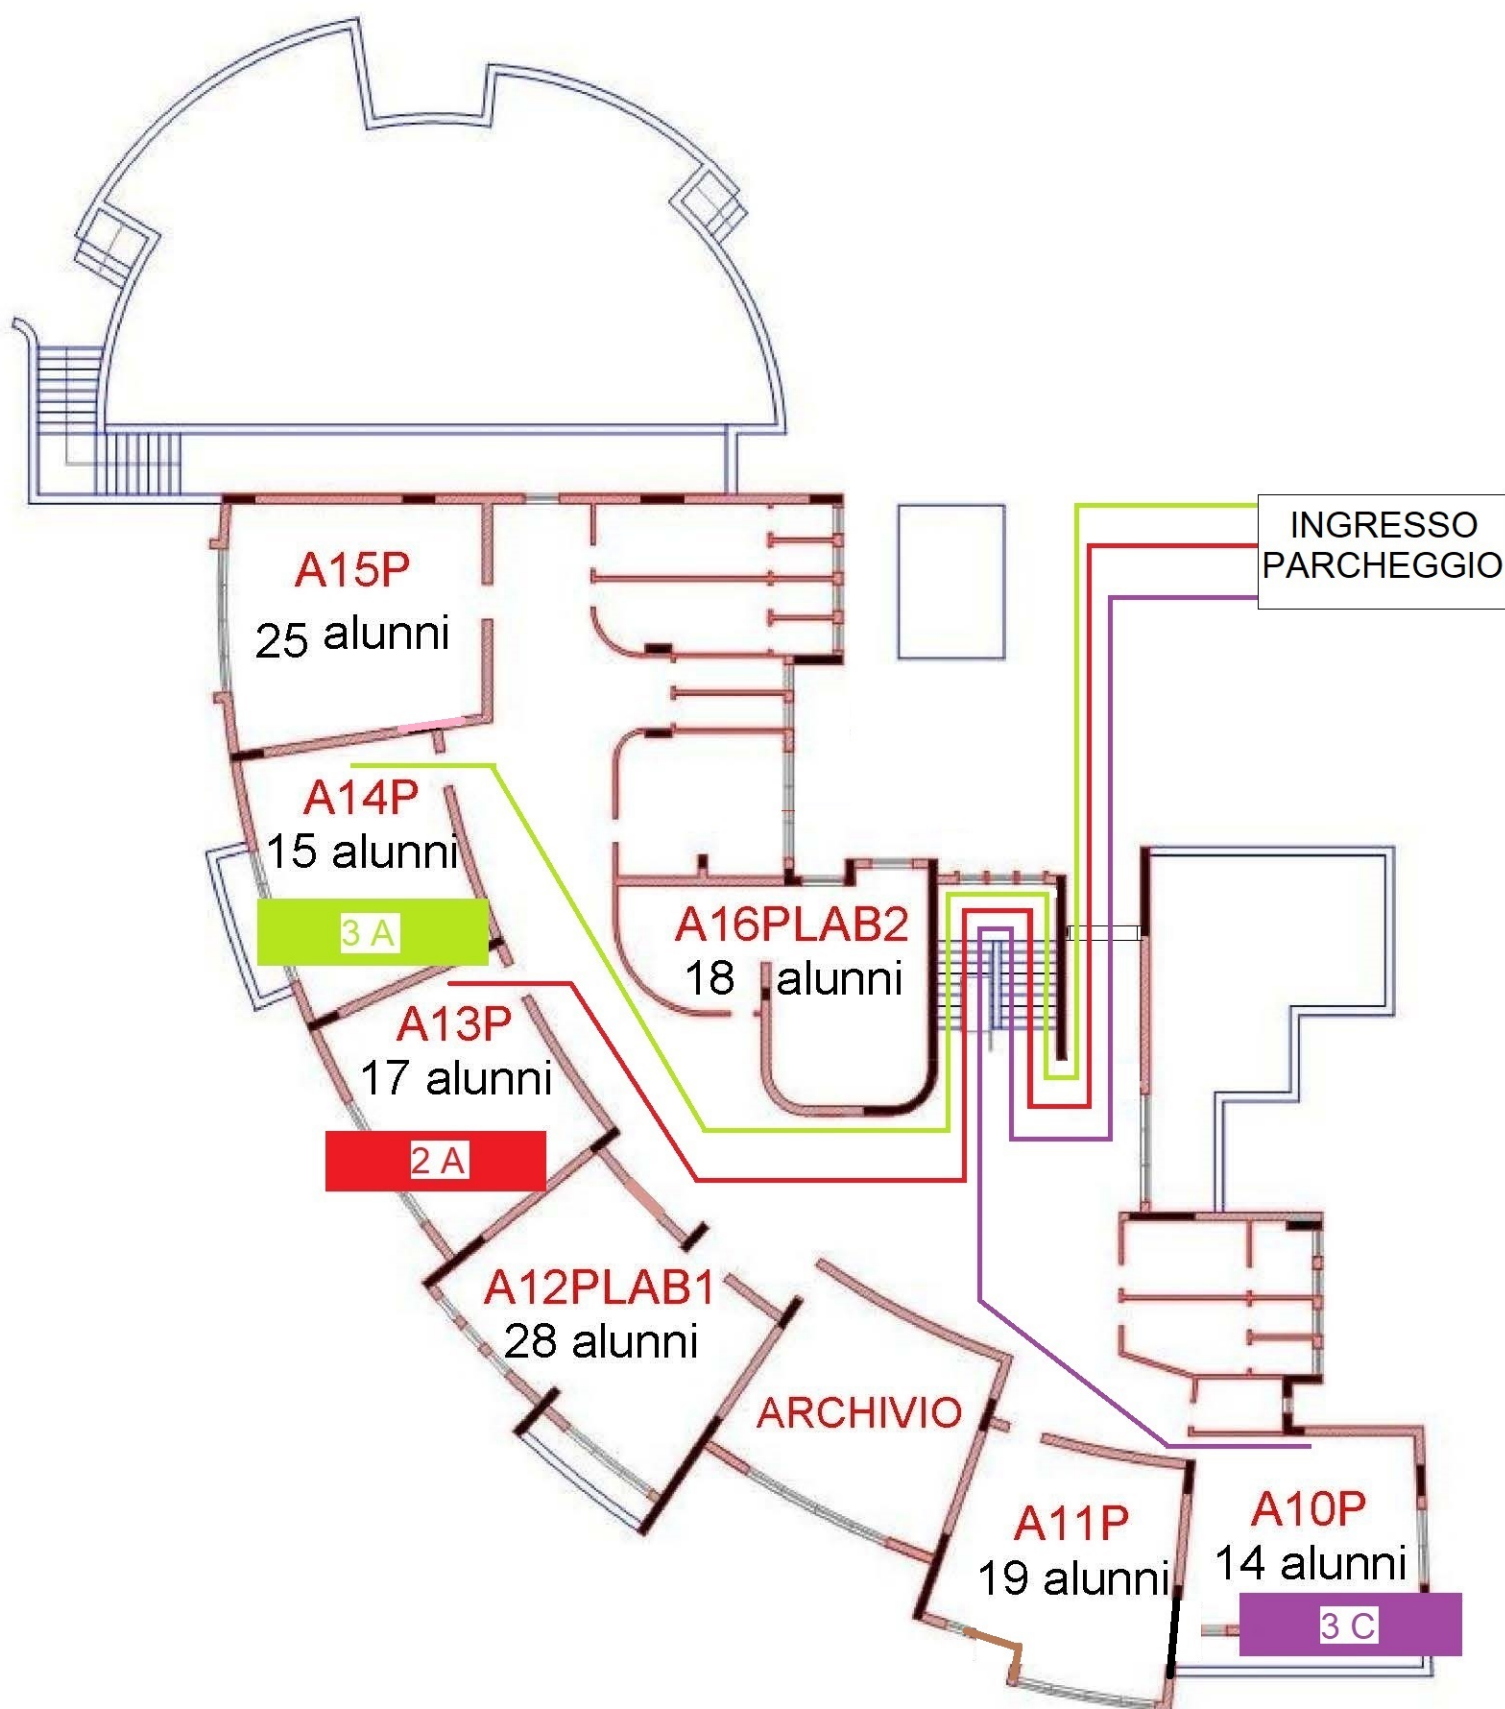 INGRESSO
PARCHEGGIO
A15P
25 alunni
A14P
15 alunni
3 A
A16PLAB2
18 alunni
A13P
17 alunni
2 A
A12PLAB1
28 alunni
ARCHIVIO
A11P
19 alunni
A10P
14 alunni
3 C